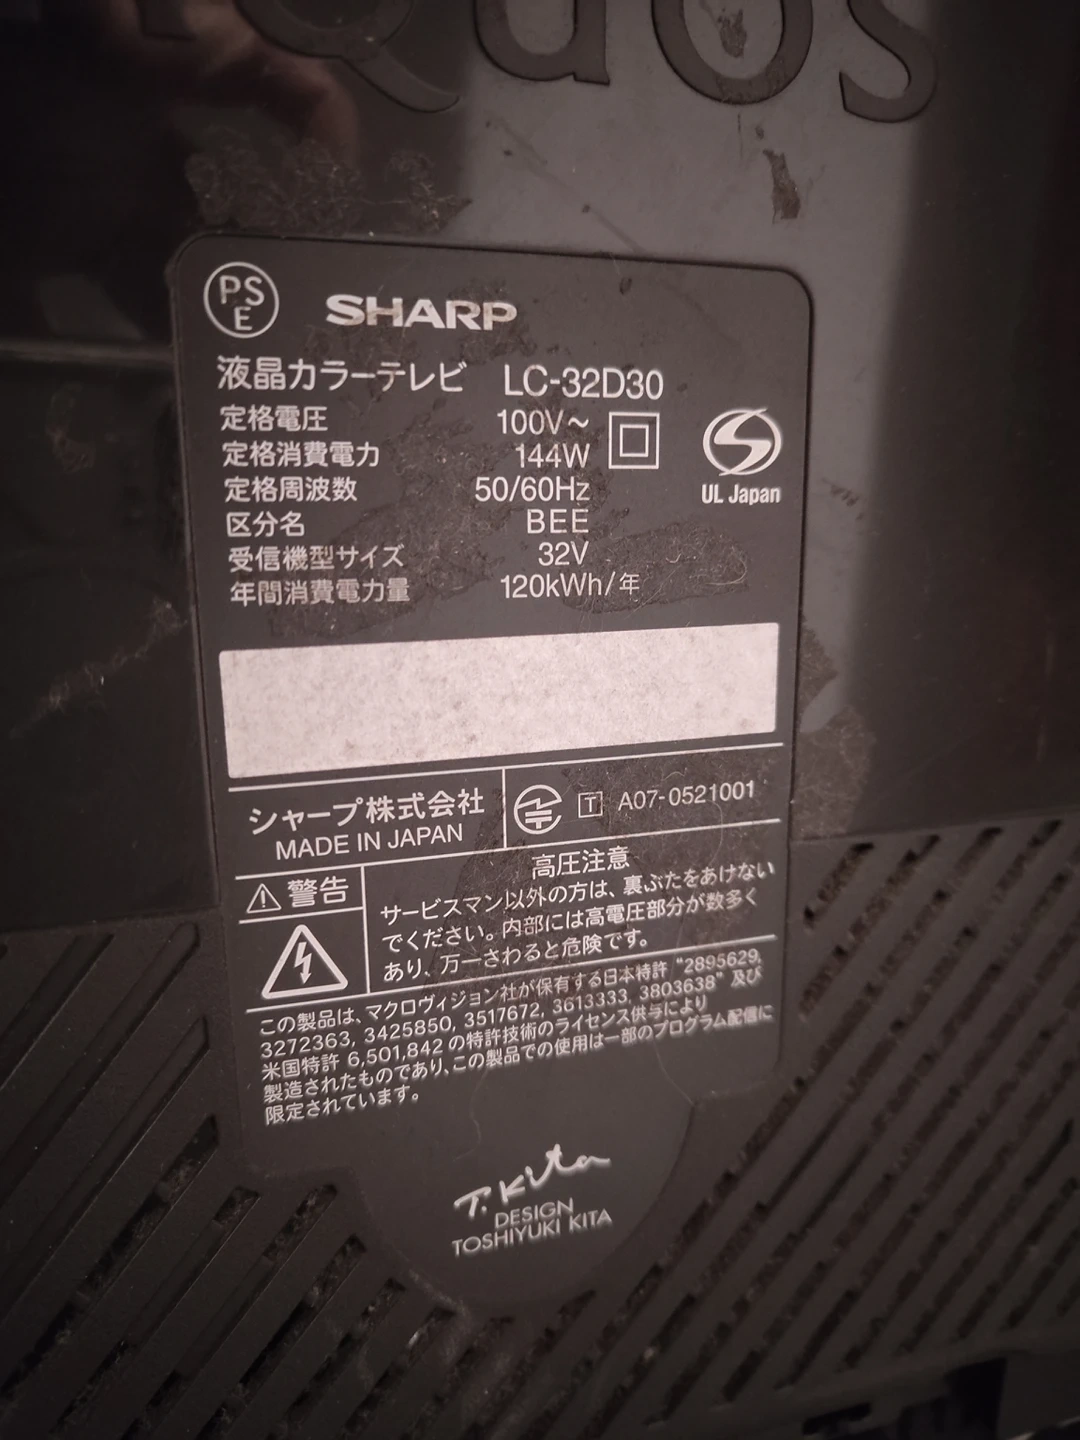 AQUOS
PSE
SHARP
液晶カラーテレビ LC-32D30
定格電圧 100V～
定格消費電力 144W
定格周波数 50/60Hz
区分名 BEE
受信機型サイズ 32V
年間消費電力量 120kWh/年
UL Japan
シャープ株式会社
MADE IN JAPAN
T A07-0521001
警告
高圧注意
サービスマン以外の方は、裏ぶたをあけない
でください。内部には高電圧部分が数多く
あり、万一さわると危険です。
この製品は、マクロヴィジョン社が保有する日本特許 "2895629,
3272363, 3425850, 3517672, 3613333, 3803638" 及び
米国特許 6,501,842 の特許技術のライセンス供与により
製造されたものであり、この製品での使用は一部のプログラム配信に
限定されています。
T. Kita
DESIGN
TOSHIYUKI KITA